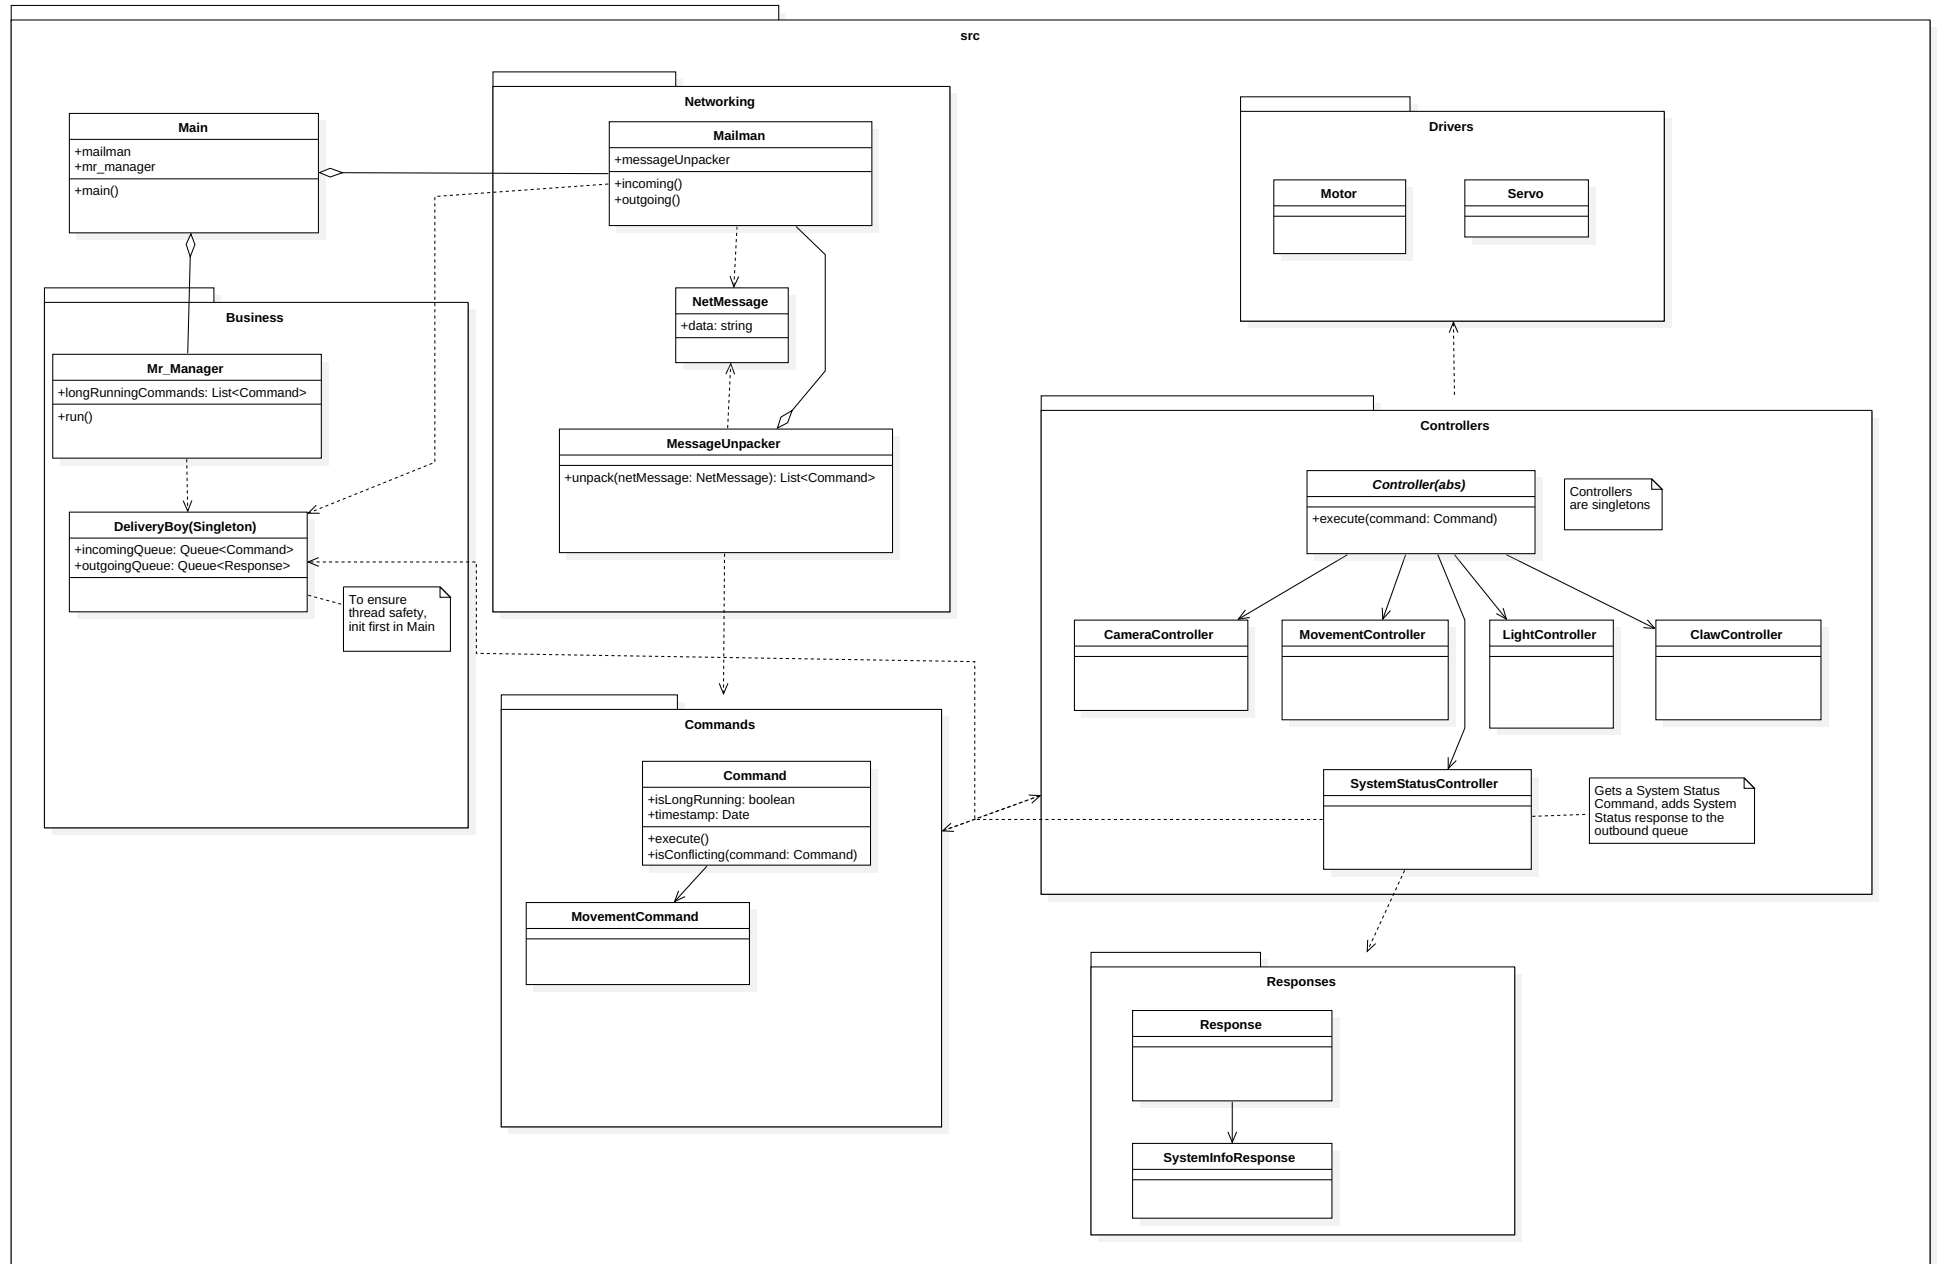 src
Main
+mailman
+mr_manager
+main()
Networking
Mailman
+messageUnpacker
+incoming()
+outgoing()
NetMessage
+data: string
MessageUnpacker
+unpack(netMessage: NetMessage): List<Command>
Business
Mr_Manager
+longRunningCommands: List<Command>
+run()
DeliveryBoy(Singleton)
+incomingQueue: Queue<Command>
+outgoingQueue: Queue<Response>
To ensure
thread safety,
init first in Main
Commands
Command
+isLongRunning: boolean
+timestamp: Date
+execute()
+isConflicting(command: Command)
MovementCommand
Drivers
Motor
Servo
Controllers
Controller(abs)
+execute(command: Command)
Controllers
are singletons
CameraController
MovementController
LightController
ClawController
SystemStatusController
Gets a System Status
Command, adds System
Status response to the
outbound queue
Responses
Response
SystemInfoResponse